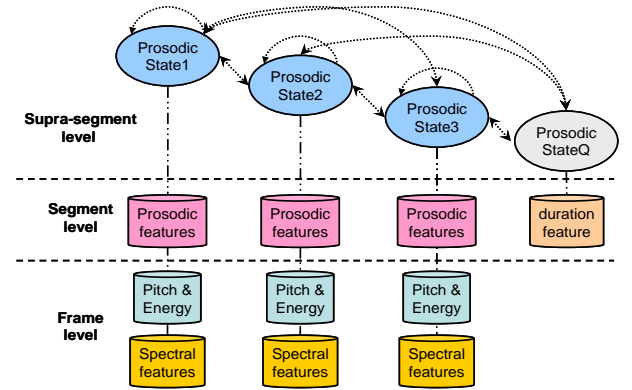 Prosodic
State1
Prosodic
State2
Prosodic
State3
Prosodic
StateQ
Supra-segment
level
Segment
level
Prosodic
features
Prosodic
features
Prosodic
features
duration
feature
Frame
level
Pitch &
Energy
Pitch &
Energy
Pitch &
Energy
Spectral
features
Spectral
features
Spectral
features